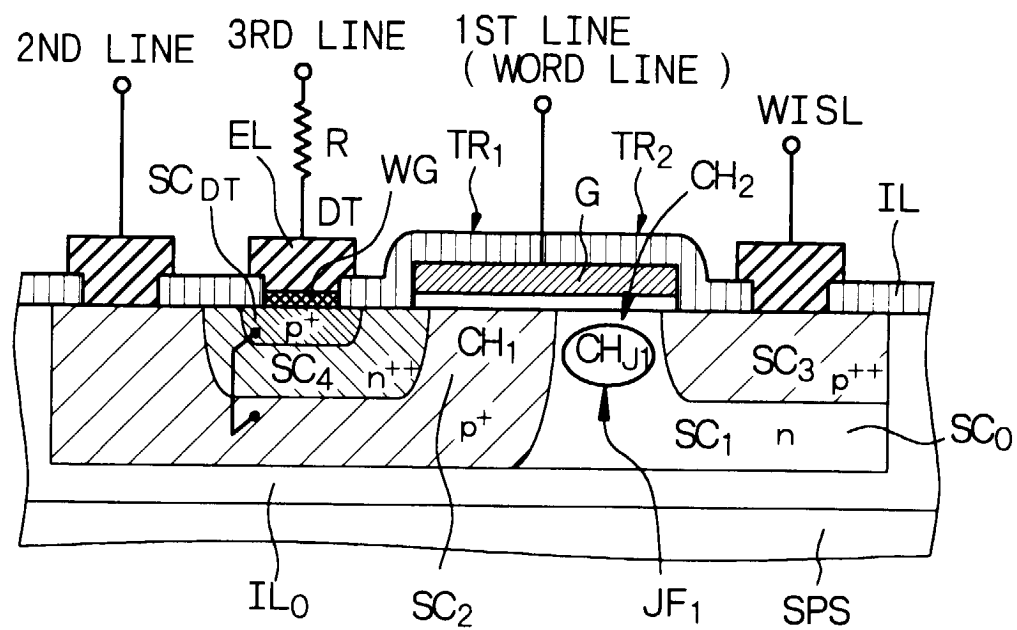 2ND LINE
3RD LINE
1ST LINE
( WORD LINE )
WISL
EL
R
TR1
TR2
CH2
SCDT
DT
WG
G
IL
p+
CH1
CHJ1
SC4
n++
SC3
p++
p+
SC1
n
SC0
IL0
SC2
JF1
SPS